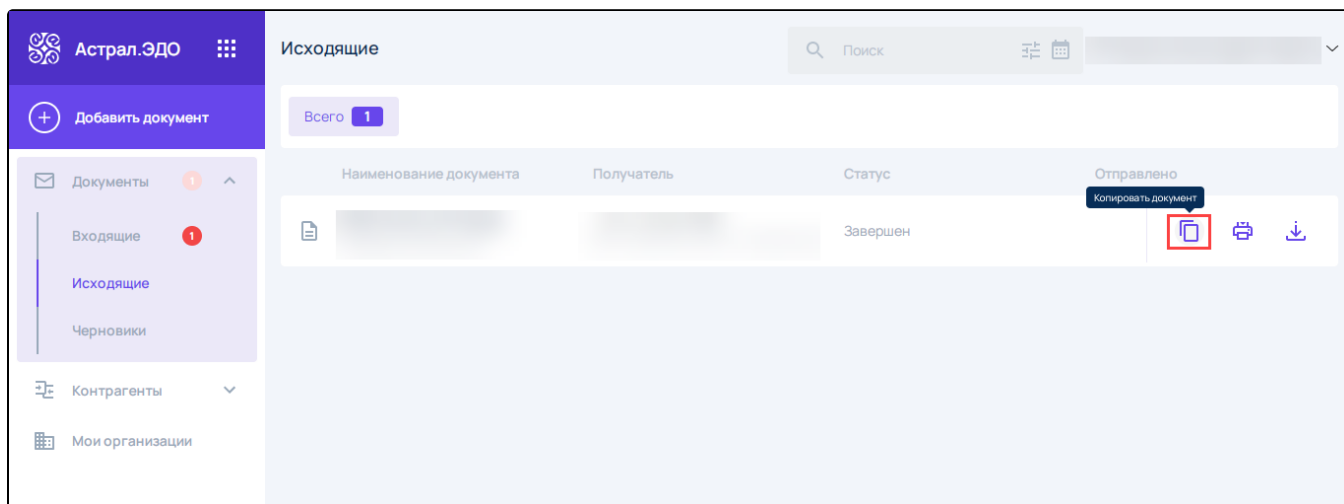 Астрал.ЭДО
Исходящие
Поиск
Добавить документ
Всего 1
Документы 1
Наименование документа Получатель Статус Отправлено
Копировать документ
Входящие 1
Завершен
Исходящие
Черновики
Контрагенты
Мои организации